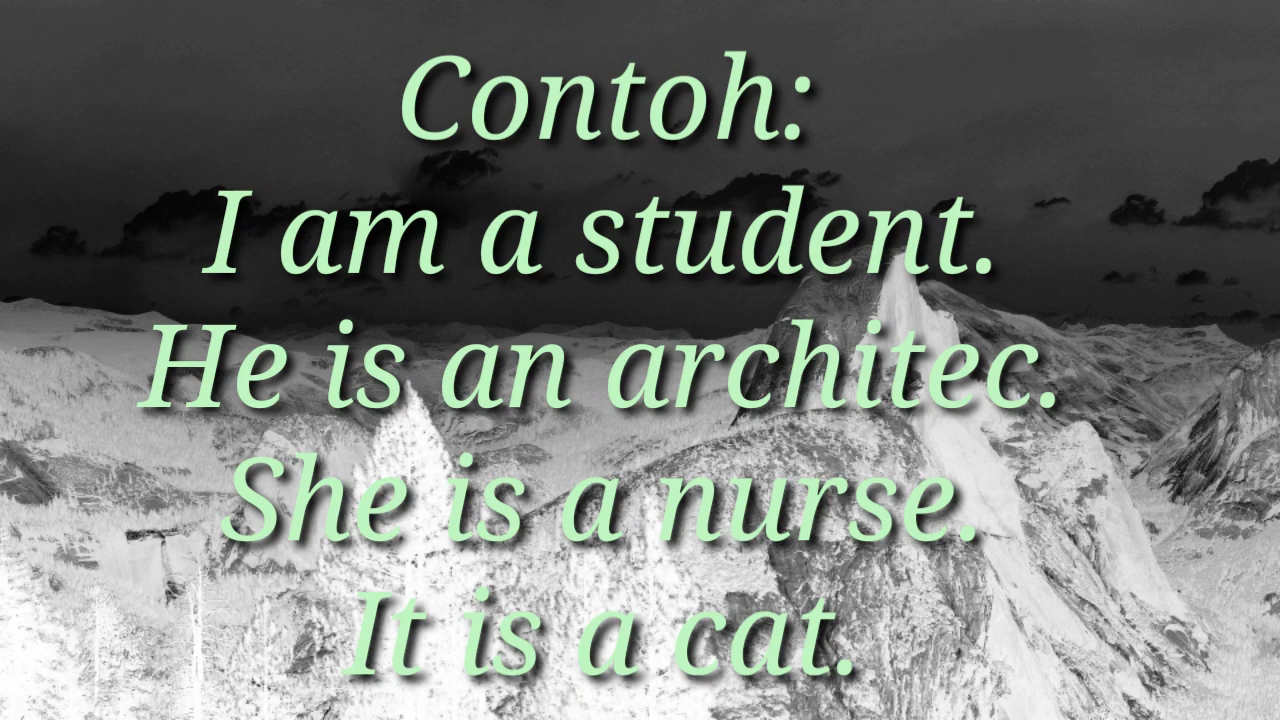 Contoh:
I am a student.
He is an architec.
She is a nurse.
It is a cat.